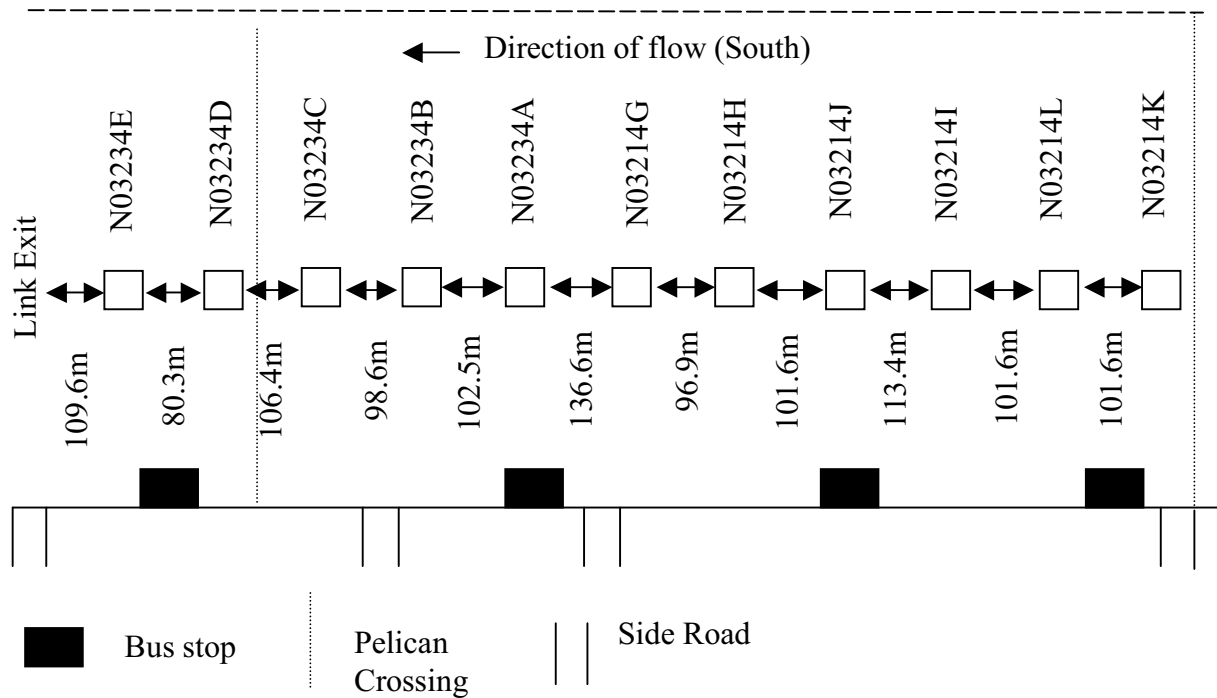 Direction of flow (South)
N03234E
N03234D
N03234C
N03234B
N03234A
N03214G
N03214H
N03214J
N03214I
N03214L
N03214K
Link Exit
109.6m
80.3m
106.4m
98.6m
102.5m
136.6m
96.9m
101.6m
113.4m
101.6m
101.6m
Bus stop
Pelican
Crossing
Side Road